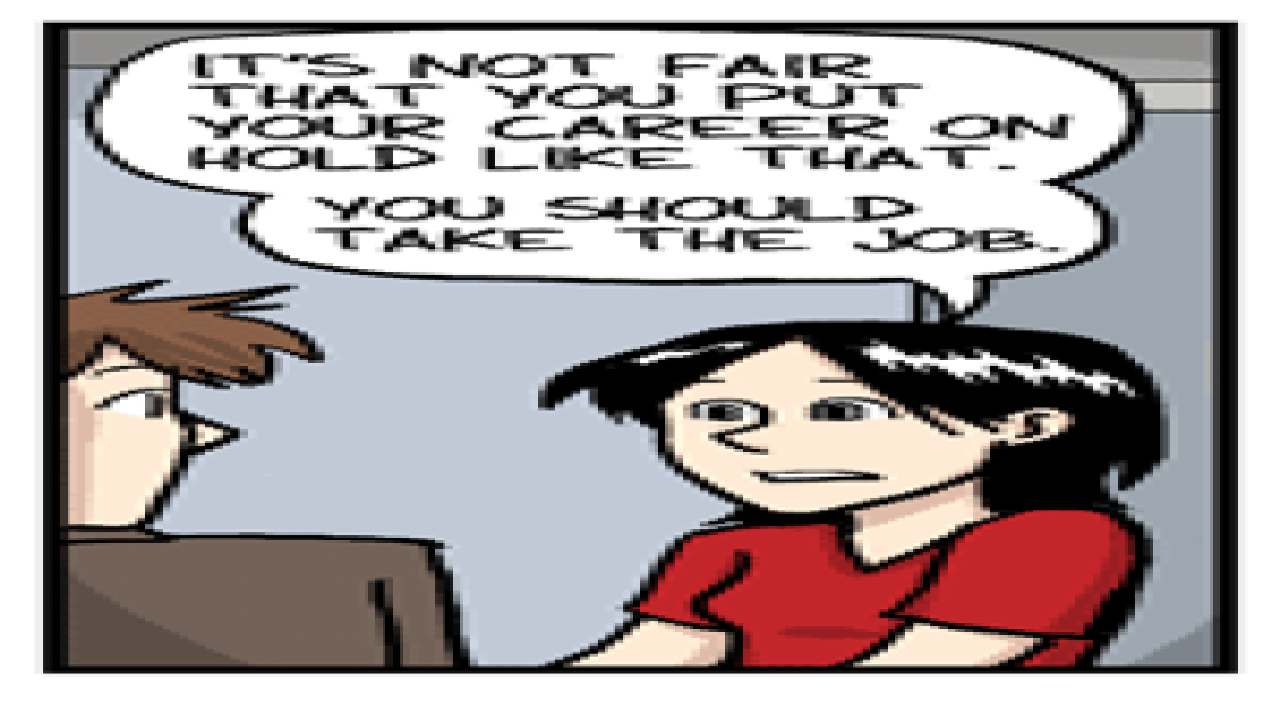 IT'S NOT FAIR
THAT YOU PUT
YOUR CAREER ON
HOLD LIKE THAT.
YOU SHOULD
TAKE THE JOB.